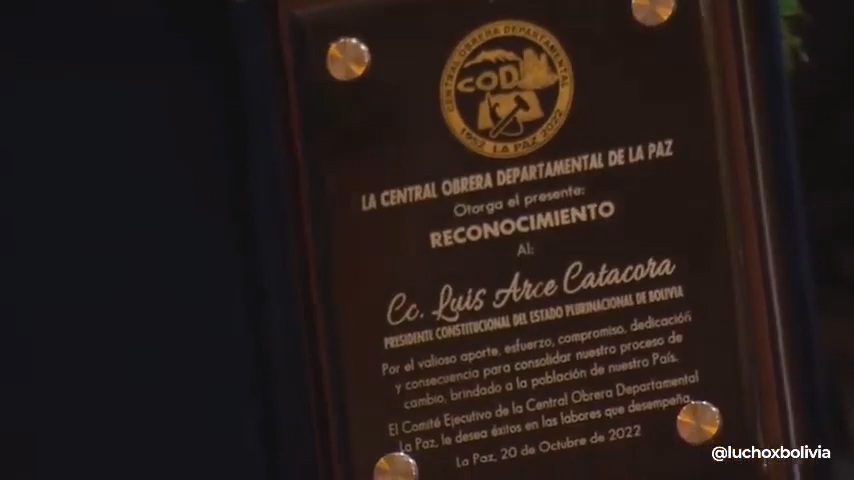 CENTRAL OBRERA DEPARTAMENTAL
COD
1952 LA PAZ 2022
LA CENTRAL OBRERA DEPARTAMENTAL DE LA PAZ
Otorga el presente:
RECONOCIMIENTO
Al:
Cc. Luis Arce Catacora
PRESIDENTE CONSTITUCIONAL DEL ESTADO PLURINACIONAL DE BOLIVIA
Por el valioso aporte, esfuerzo, compromiso, dedicación
y consecuencia para consolidar nuestro proceso de
cambio, brindado a la población de nuestro País.
El Comité Ejecutivo de la Central Obrera Departamental
La Paz, le desea éxitos en las labores que desempeña.
La Paz, 20 de Octubre de 2022
@luchoxbolivia